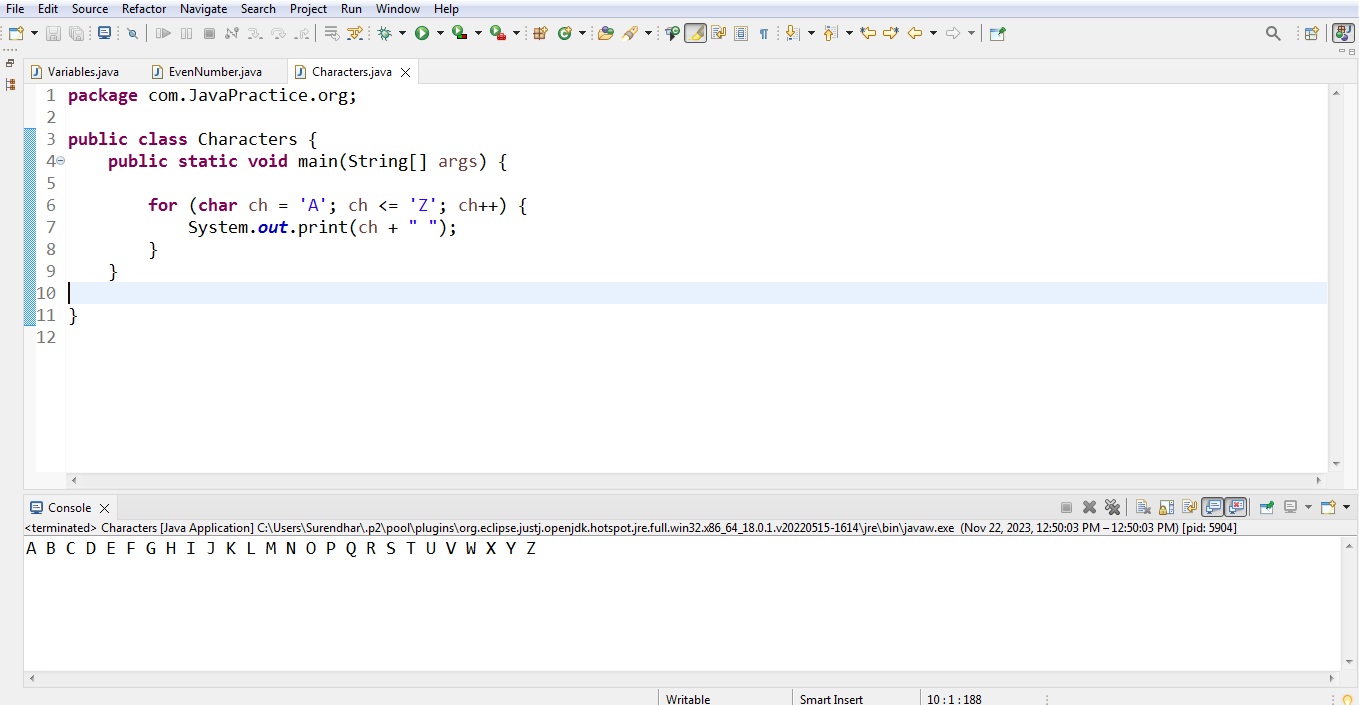 File Edit Source Refactor Navigate Search Project Run Window Help
Variables.java EvenNumber.java Characters.java
1 package com.JavaPractice.org;
2
3 public class Characters {
4 public static void main(String[] args) {
5
6 for (char ch = 'A'; ch <= 'Z'; ch++) {
7 System.out.print(ch + " ");
8 }
9 }
10
11 }
12
Console
<terminated> Characters [Java Application] C:\Users\Surendhar\.p2\pool\plugins\org.eclipse.justj.openjdk.hotspot.jre.full.win32.x86_64_18.0.1.v20220515-1614\jre\bin\javaw.exe (Nov 22, 2023, 12:50:03 PM – 12:50:03 PM) [pid: 5904]
A B C D E F G H I J K L M N O P Q R S T U V W X Y Z
Writable Smart Insert 10 : 1 : 188